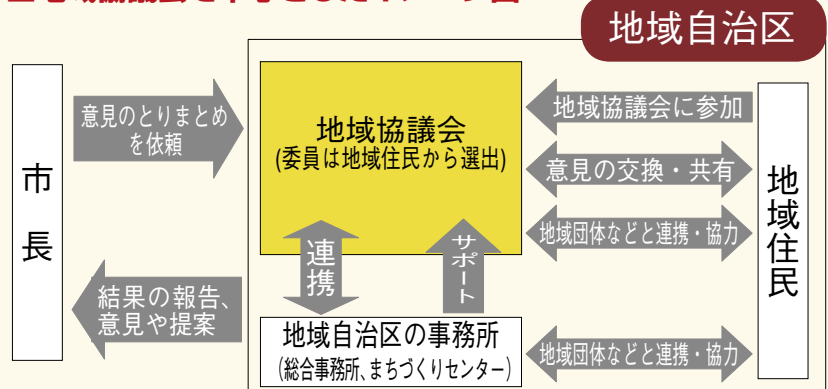 地域自治区
市長
意見のとりまとめ
を依頼
結果の報告、
意見や提案
地域協議会
(委員は地域住民から選出)
連携
サポート
地域自治区の事務所
(総合事務所、まちづくりセンター)
地域協議会に参加
意見の交換・共有
地域団体などと連携・協力
地域団体などと連携・協力
地域住民